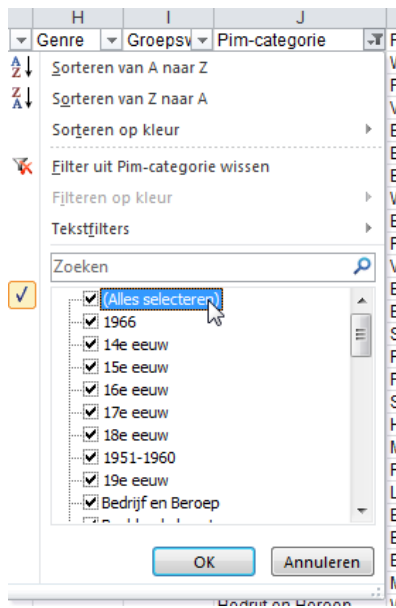 H I J
Genre Groepsv Pim-categorie
Sorteren van A naar Z
Sorteren van Z naar A
Sorteren op kleur
Filter uit Pim-categorie wissen
Filteren op kleur
Tekstfilters
Zoeken
(Alles selecteren)
1966
14e eeuw
15e eeuw
16e eeuw
17e eeuw
18e eeuw
1951-1960
19e eeuw
Bedrijf en Beroep
OK Annuleren
Bedrijf en Beroep